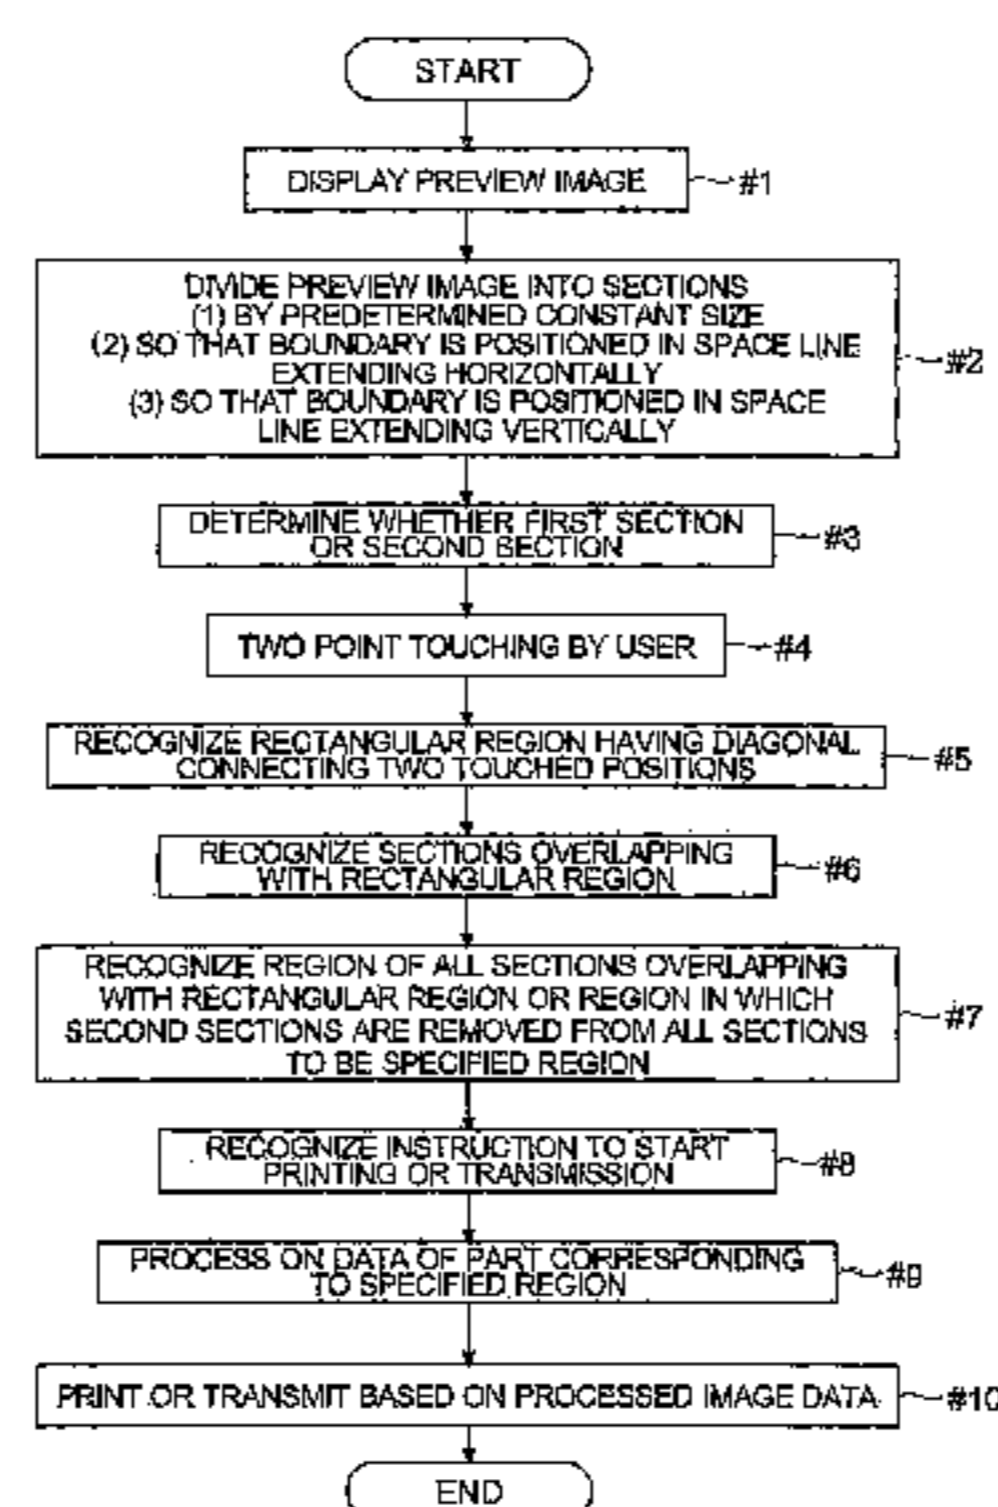 START
DISPLAY PREVIEW IMAGE
#1
DIVIDE PREVIEW IMAGE INTO SECTIONS
(1) BY PREDETERMINED CONSTANT SIZE
(2) SO THAT BOUNDARY IS POSITIONED IN SPACE LINE
EXTENDING HORIZONTALLY
(3) SO THAT BOUNDARY IS POSITIONED IN SPACE
LINE EXTENDING VERTICALLY
#2
DETERMINE WHETHER FIRST SECTION
OR SECOND SECTION
#3
TWO POINT TOUCHING BY USER
#4
RECOGNIZE RECTANGULAR REGION HAVING DIAGONAL
CONNECTING TWO TOUCHED POSITIONS
#5
RECOGNIZE SECTIONS OVERLAPPING
WITH RECTANGULAR REGION
#6
RECOGNIZE REGION OF ALL SECTIONS OVERLAPPING
WITH RECTANGULAR REGION OR REGION IN WHICH
SECOND SECTIONS ARE REMOVED FROM ALL SECTIONS
TO BE SPECIFIED REGION
#7
RECOGNIZE INSTRUCTION TO START
PRINTING OR TRANSMISSION
#8
PROCESS ON DATA OF PART CORRESPONDING
TO SPECIFIED REGION
#9
PRINT OR TRANSMIT BASED ON PROCESSED IMAGE DATA
#10
END